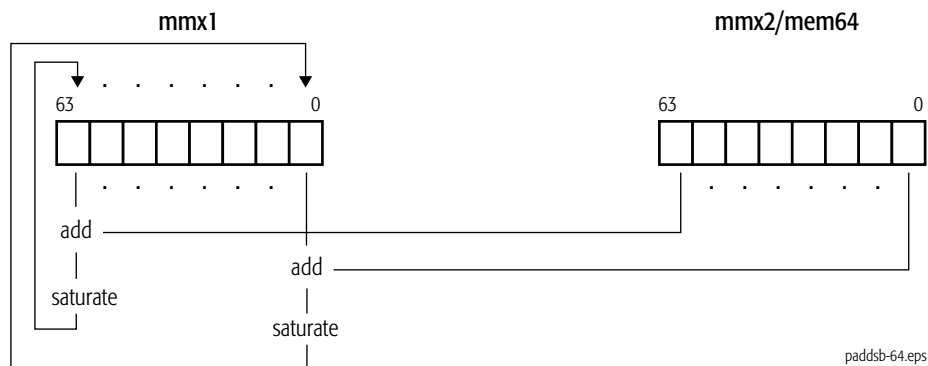 mmx1 mmx2/mem64
. . . . . .
63 0 63 0
. . . . . . . . . . . .
add
add
saturate
saturate
paddsb-64.eps